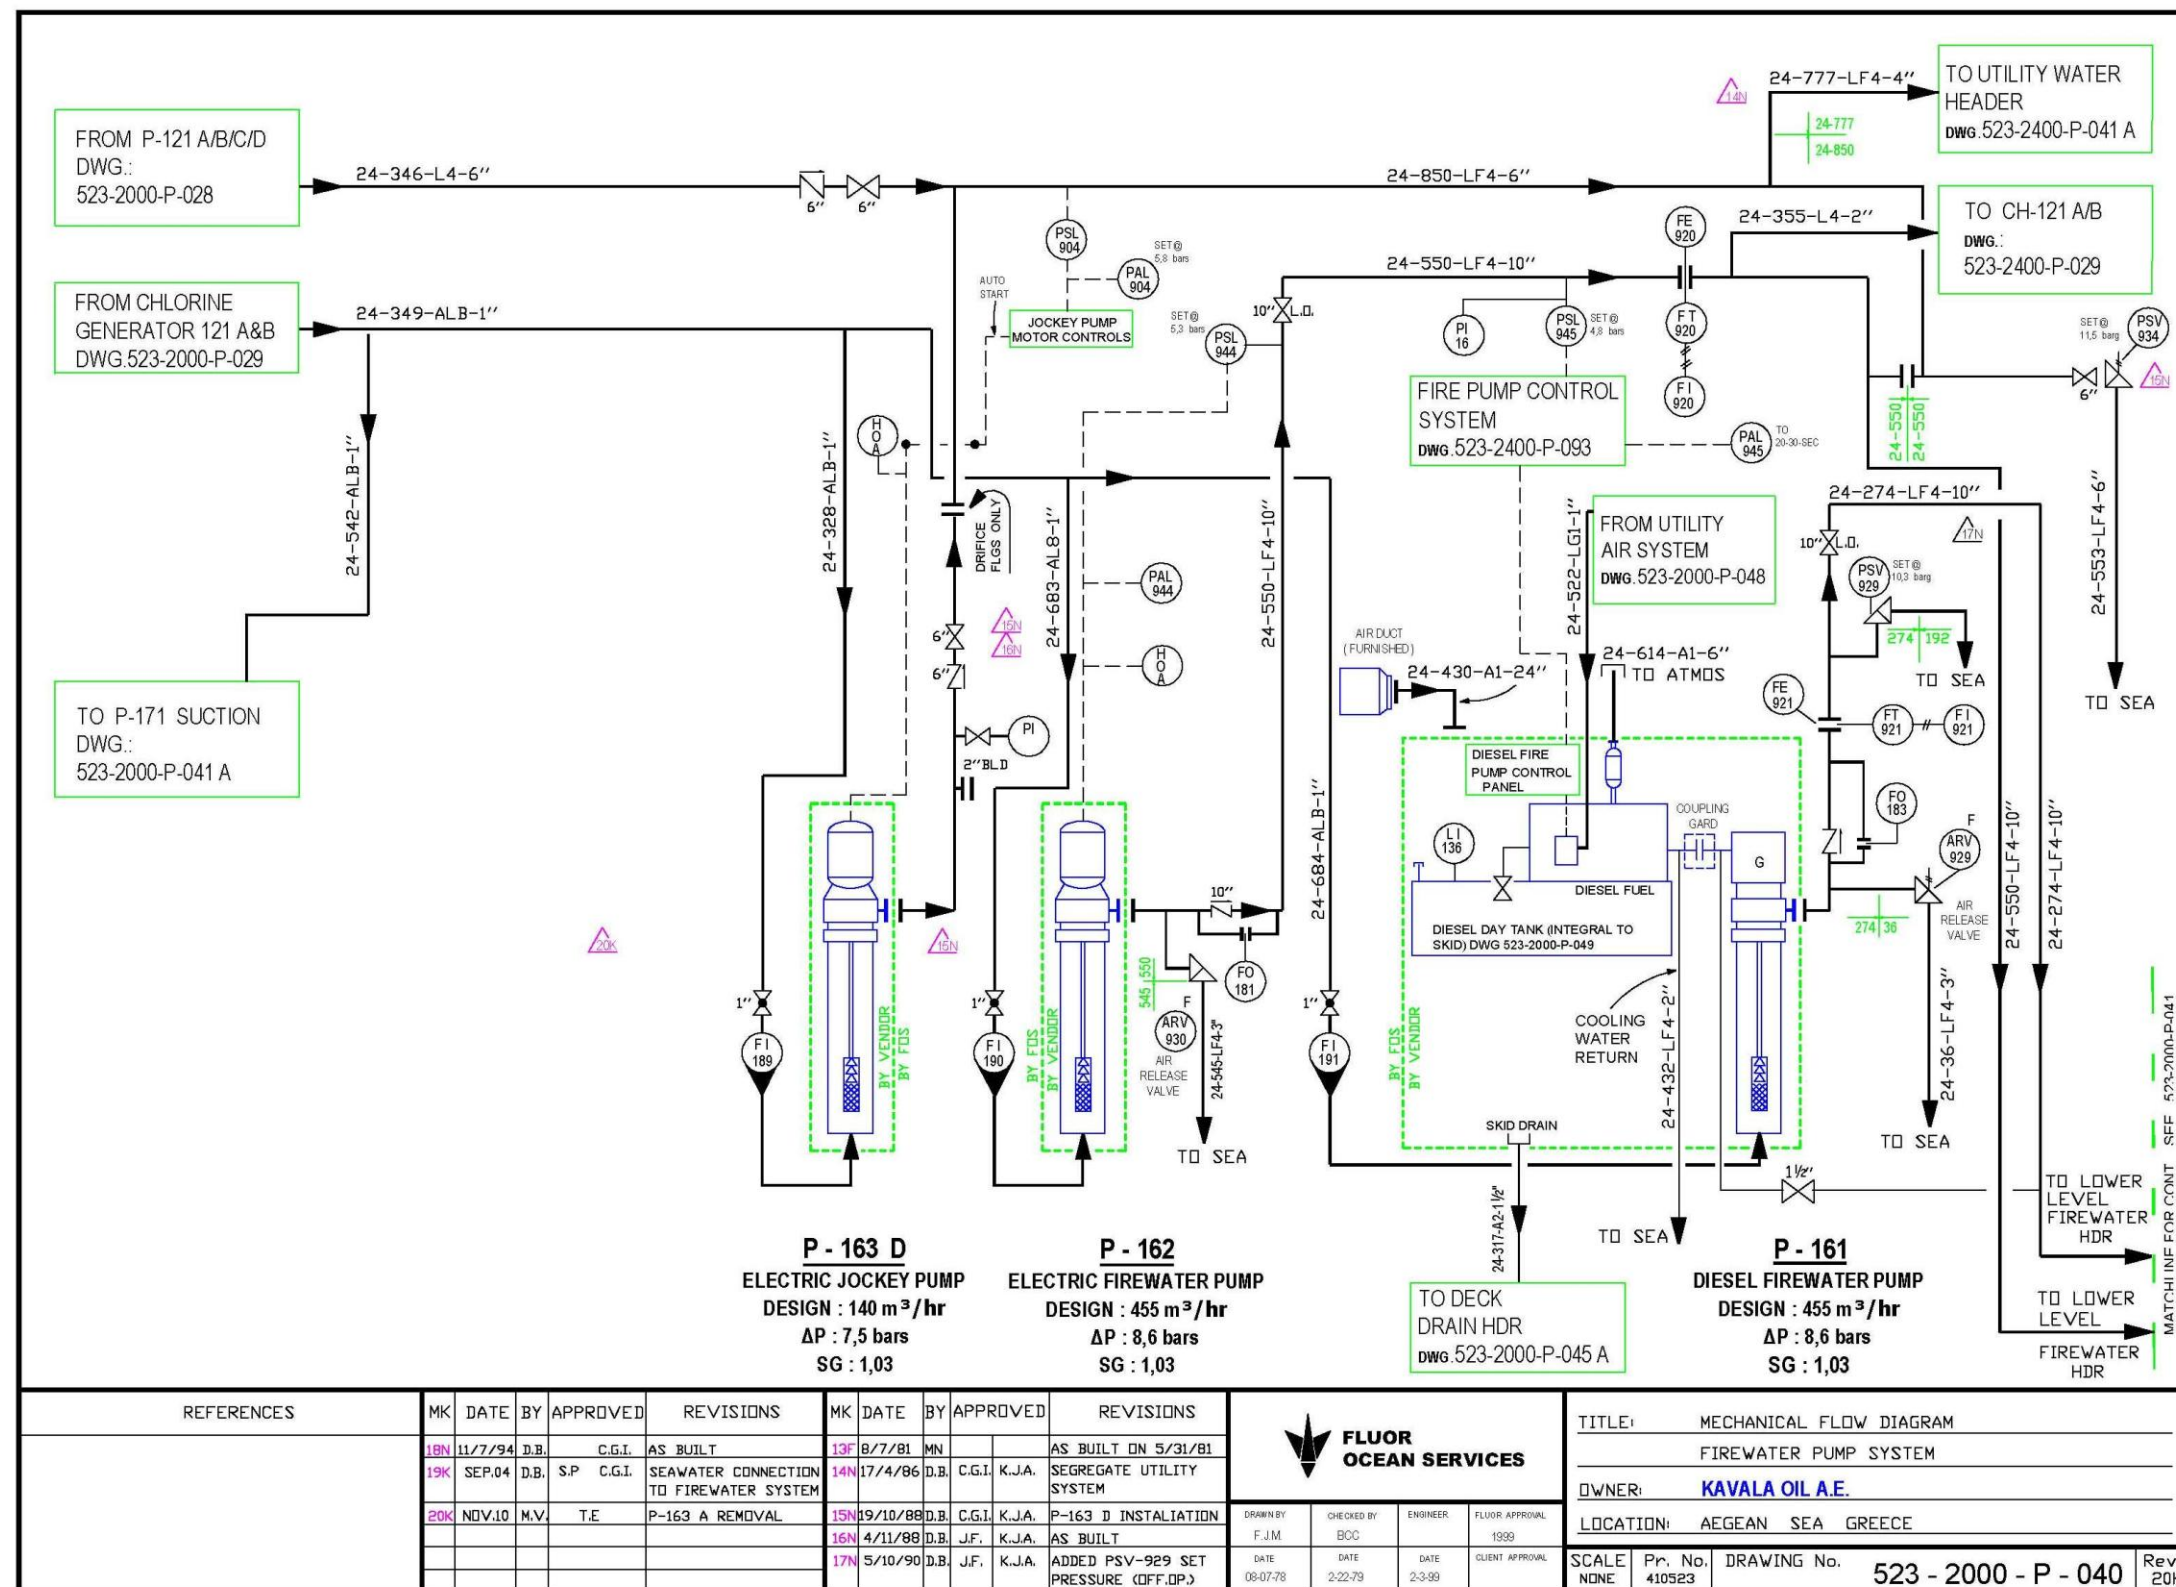 FROM P-121 A/B/C/D
DWG.:
523-2000-P-028
24-346-L4-6''
6''
6''
24-850-LF4-6''
14N
24-777-LF4-4''
24-777
24-850
TO UTILITY WATER
HEADER
DWG.523-2400-P-041 A
24-355-L4-2''
TO CH-121 A/B
DWG.:
523-2400-P-029
FROM CHLORINE
GENERATOR 121 A&B
DWG.523-2000-P-029
24-349-ALB-1''
PSL
904
PAL
904
SET@
5,8 bars
AUTO
START
JOCKEY PUMP
MOTOR CONTROLS
SET@
5,3 bars
PSL
944
10''
L.O.
24-550-LF4-10''
PI
16
PSL
945
SET@
4,8 bars
FE
920
FT
920
FI
920
FIRE PUMP CONTROL
SYSTEM
DWG.523-2400-P-093
PAL
945
TO
20-30-SEC
SET@
11,5 barg
PSV
934
15N
6''
24-550
24-550
24-542-ALB-1''
24-328-ALB-1''
H
O
A
DRIFICE
FLGS ONLY
24-683-AL8-1''
PAL
944
H
O
A
24-550-LF4-10''
24-522-LG1-1''
FROM UTILITY
AIR SYSTEM
DWG.523-2000-P-048
24-274-LF4-10''
17N
10''
L.O.
PSV
929
SET@
10,3 barg
274
192
TO SEA
24-553-LF4-6''
TO SEA
6''
6''
15N
16N
AIR DUCT
( FURNISHED )
24-430-A1-24''
24-614-A1-6''
TO ATMOS
FE
921
FT
921
FI
921
TO P-171 SUCTION
DWG.:
523-2000-P-041 A
PI
2''BLD
DIESEL FIRE
PUMP CONTROL
PANEL
COUPLING
GARD
LI
136
G
FO
183
F
ARV
929
AIR
RELEASE
VALVE
274
36
DIESEL FUEL
DIESEL DAY TANK (INTEGRAL TO
SKID) DWG 523-2000-P-049
20K
15N
10''
FO
181
545
550
F
ARV
930
AIR
RELEASE
VALVE
24-545-LF4-3"
TO SEA
24-684-ALB-1''
1''
FI
189
1''
FI
190
1''
FI
191
BY VENDOR
BY FOS
BY FOS
BY VENDOR
BY FOS
BY VENDOR
COOLING
WATER
RETURN
24-432-LF4-2''
24-36-LF4-3''
TO SEA
24-550-LF4-10''
24-274-LF4-10''
SKID DRAIN
24-317-A2-1½"
TO SEA
1½''
TO LOWER
LEVEL
FIREWATER
HDR
TO LOWER
LEVEL
FIREWATER
HDR
MATCHLINE FOR CONT. SEE 523-2000-P-041
TO DECK
DRAIN HDR
DWG.523-2000-P-045 A
P - 163 D
ELECTRIC JOCKEY PUMP
DESIGN : 140 m³/hr
ΔP : 7,5 bars
SG : 1,03
P - 162
ELECTRIC FIREWATER PUMP
DESIGN : 455 m³/hr
ΔP : 8,6 bars
SG : 1,03
P - 161
DIESEL FIREWATER PUMP
DESIGN : 455 m³/hr
ΔP : 8,6 bars
SG : 1,03
REFERENCES
MK DATE BY APPROVED REVISIONS
18N 11/7/94 D.B. C.G.I. AS BUILT
19K SEP.04 D.B. S.P C.G.I. SEAWATER CONNECTION
TO FIREWATER SYSTEM
20K NOV.10 M.V. T.E P-163 A REMOVAL
MK DATE BY APPROVED REVISIONS
13F 8/7/81 MN AS BUILT ON 5/31/81
14N 17/4/86 D.B. C.G.I. K.J.A. SEGREGATE UTILITY
SYSTEM
15N 19/10/88 D.B. C.G.I. K.J.A. P-163 D INSTALIATION
16N 4/11/88 D.B. J.F. K.J.A. AS BUILT
17N 5/10/90 D.B. J.F. K.J.A. ADDED PSV-929 SET
PRESSURE (OFF.OP.)
FLUOR
OCEAN SERVICES
DRAWN BY
F.J.M.
CHECKED BY
BCC
ENGINEER
FLUOR APPROVAL
1999
DATE
08-07-78
DATE
2-22-79
DATE
2-3-99
CLIENT APPROVAL
TITLE: MECHANICAL FLOW DIAGRAM
FIREWATER PUMP SYSTEM
OWNER: KAVALA OIL A.E.
LOCATION: AEGEAN SEA GREECE
SCALE
NONE
Pr. No.
410523
DRAWING No.
523 - 2000 - P - 040
Rev